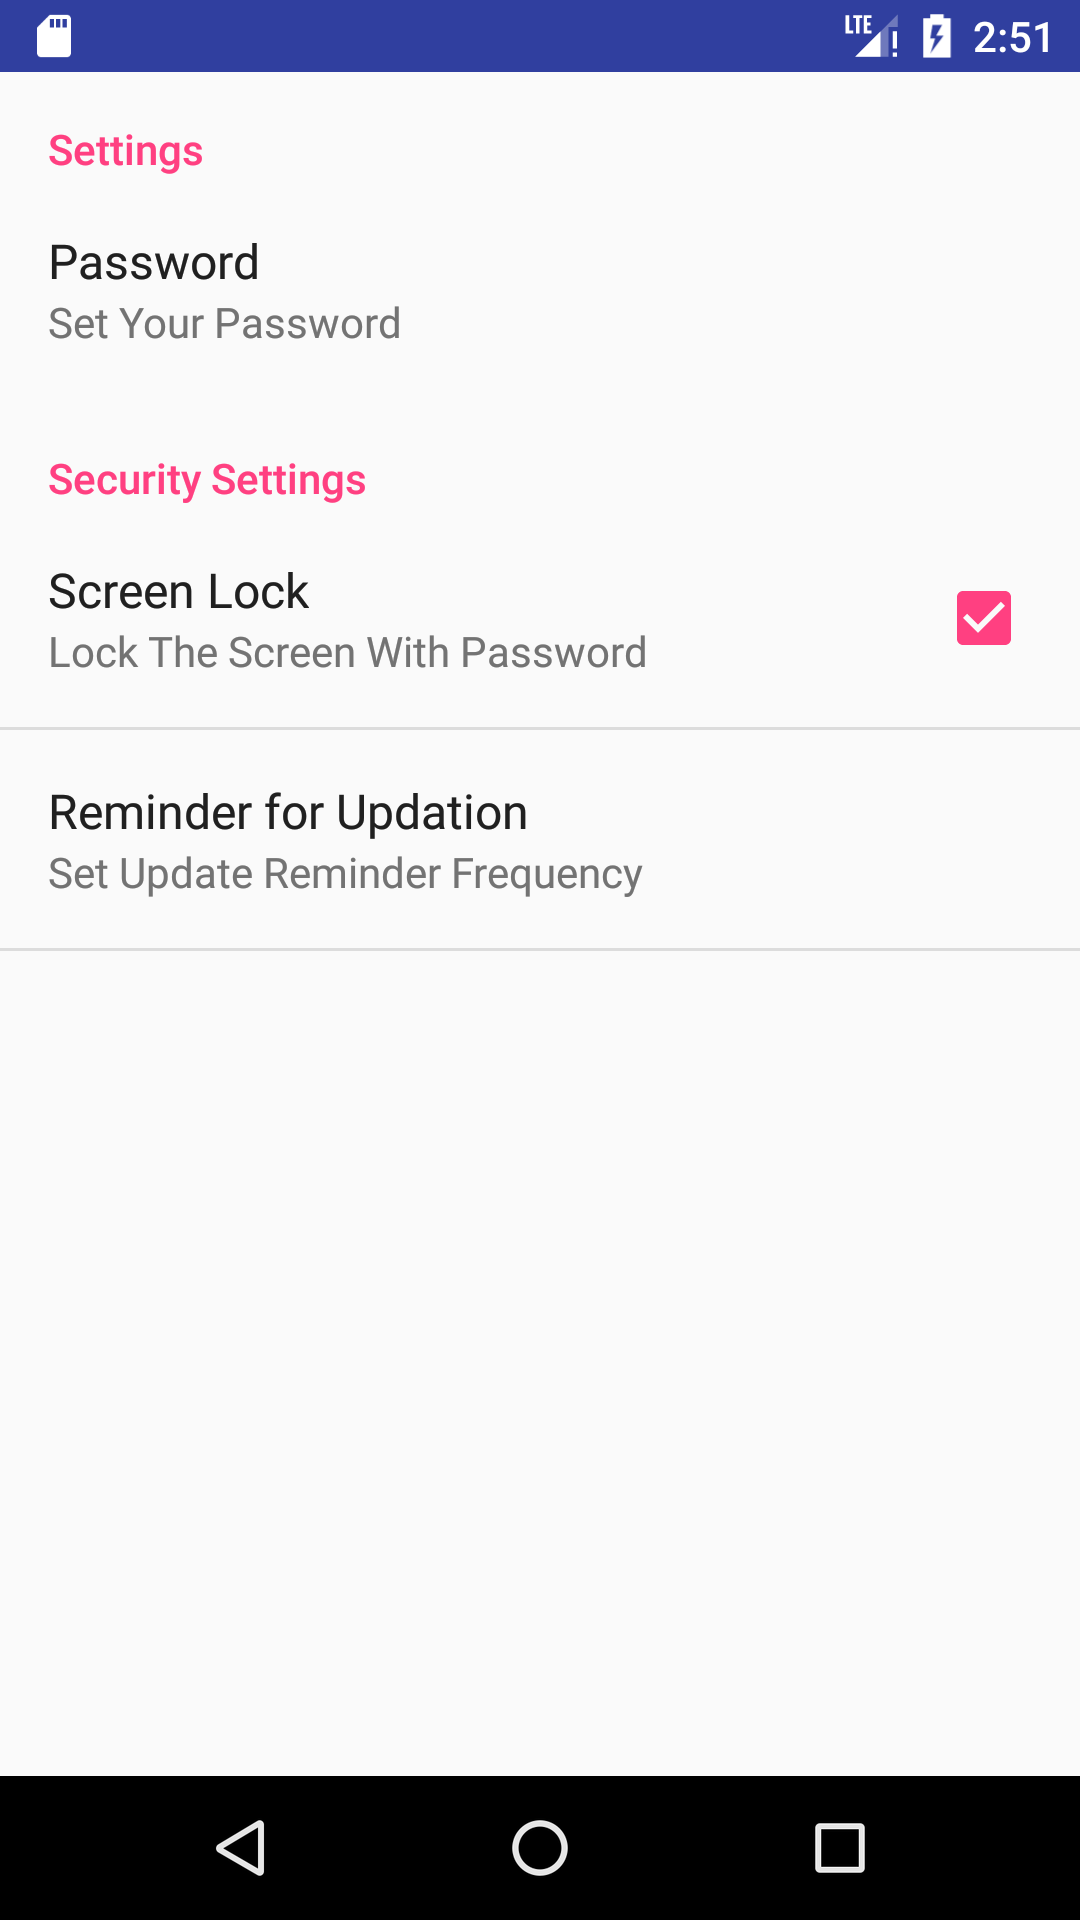 LTE 2:51
Settings
Password
Set Your Password
Security Settings
Screen Lock
Lock The Screen With Password
Reminder for Updation
Set Update Reminder Frequency